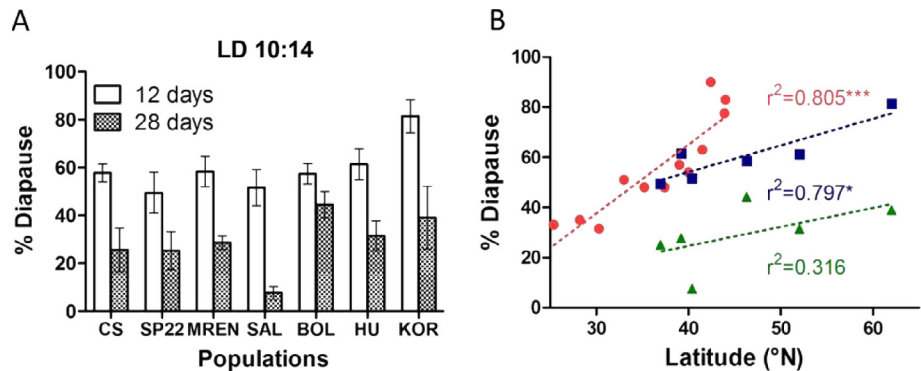 A
LD 10:14
% Diapause
100
80
60
40
20
0
12 days
28 days
CS SP22 MREN SAL BOL HU KOR
Populations
B
% Diapause
100
80
60
40
20
0
r²=0.805***
r²=0.797*
r²=0.316
30 40 50 60
Latitude (°N)